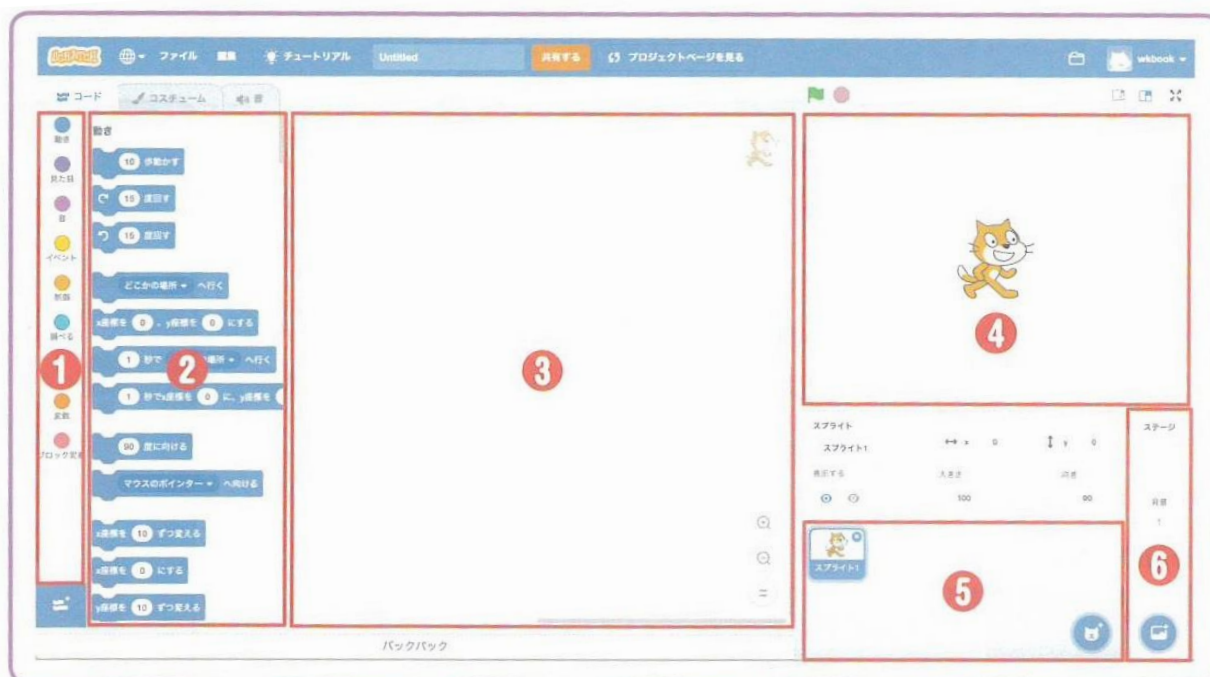 SCRATCH ファイル 編集 チュートリアル Untitled 共有する プロジェクトページを見る wkbook
コード コスチューム 音
動き
見た目
音
イベント
制御
調べる
変数
ブロック定義
1
動き
10 歩動かす
15 度回す
15 度回す
どこかの場所 へ行く
x座標を 0 、y座標を 0 にする
1 秒で 場所 へ行く
1 秒でx座標を 0 に、y座標を
90 度に向ける
マウスのポインター へ向ける
x座標を 10 ずつ変える
x座標を 0 にする
y座標を 10 ずつ変える
2
3
4
スプライト
スプライト1 x 0 y 0
表示する 大きさ 向き
100 90
スプライト1
5
ステージ
背景
1
6
バックパック